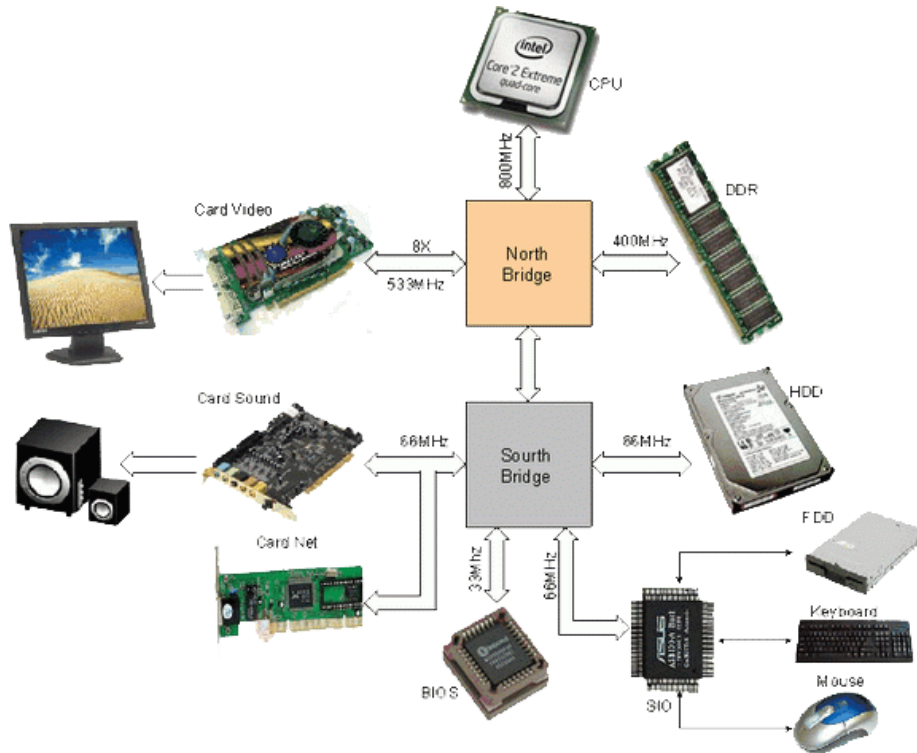 intel
Core 2 Extreme
quad-core
CPU
800MHz
DDR
Card Video
8X
533MHz
North
Bridge
400MHz
HDD
Card Sound
66MHz
Sourth
Bridge
66MHz
FDD
Card Net
33Mhz
66MHz
Keyboard
ASUS
BIOS
SIO
Mouse